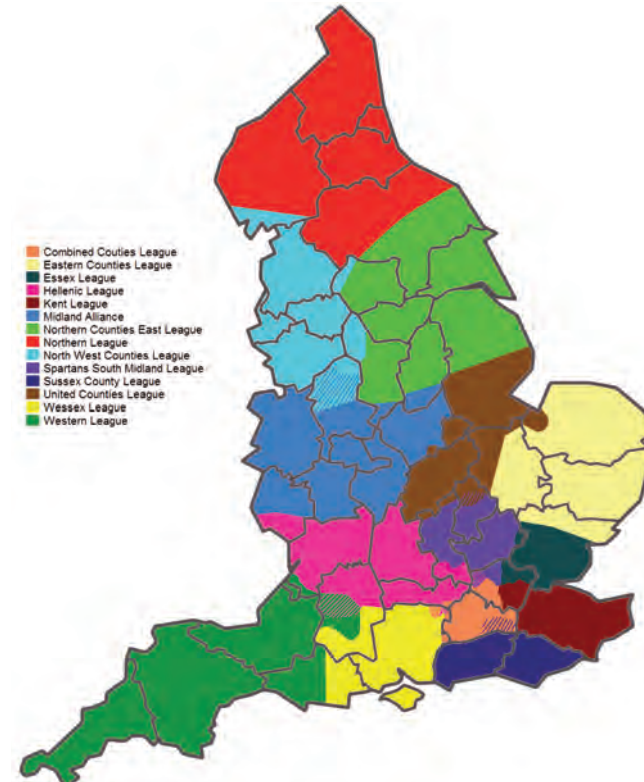 Combined Couties League
Eastern Counties League
Essex League
Hellenic League
Kent League
Midland Alliance
Northern Counties East League
Northern League
North West Counties League
Spartans South Midland League
Sussex County League
United Counties League
Wessex League
Western League